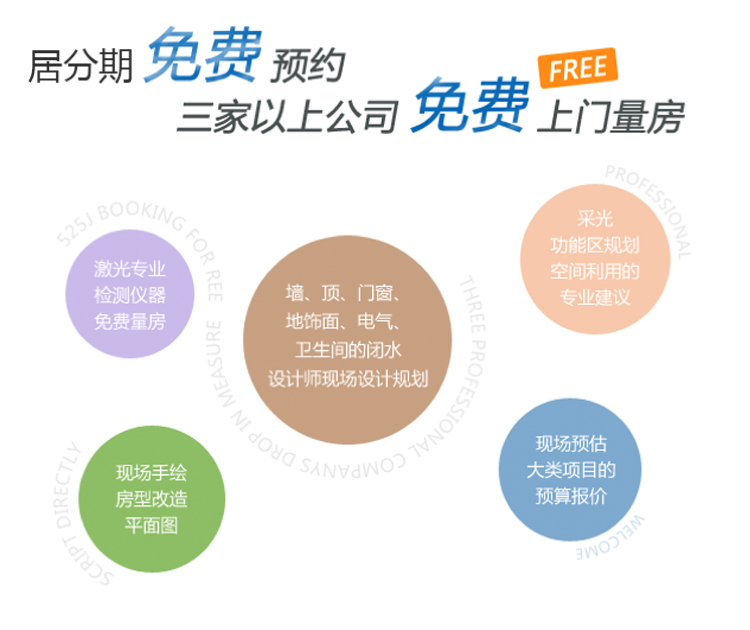 居分期 免费 预约
FREE
三家以上公司 免费 上门量房
525J BOOKING FOR REE
激光专业
检测仪器
免费量房
墙、顶、门窗、
地饰面、电气、
卫生间的闭水
设计师现场设计规划
THREE PROFESSIONAL COMPANYS DROP IN MEASURE
PROFESSIONAL
采光
功能区规划
空间利用的
专业建议
SCRIPT DIRECTLY
现场手绘
房型改造
平面图
现场预估
大类项目的
预算报价
WELCOME